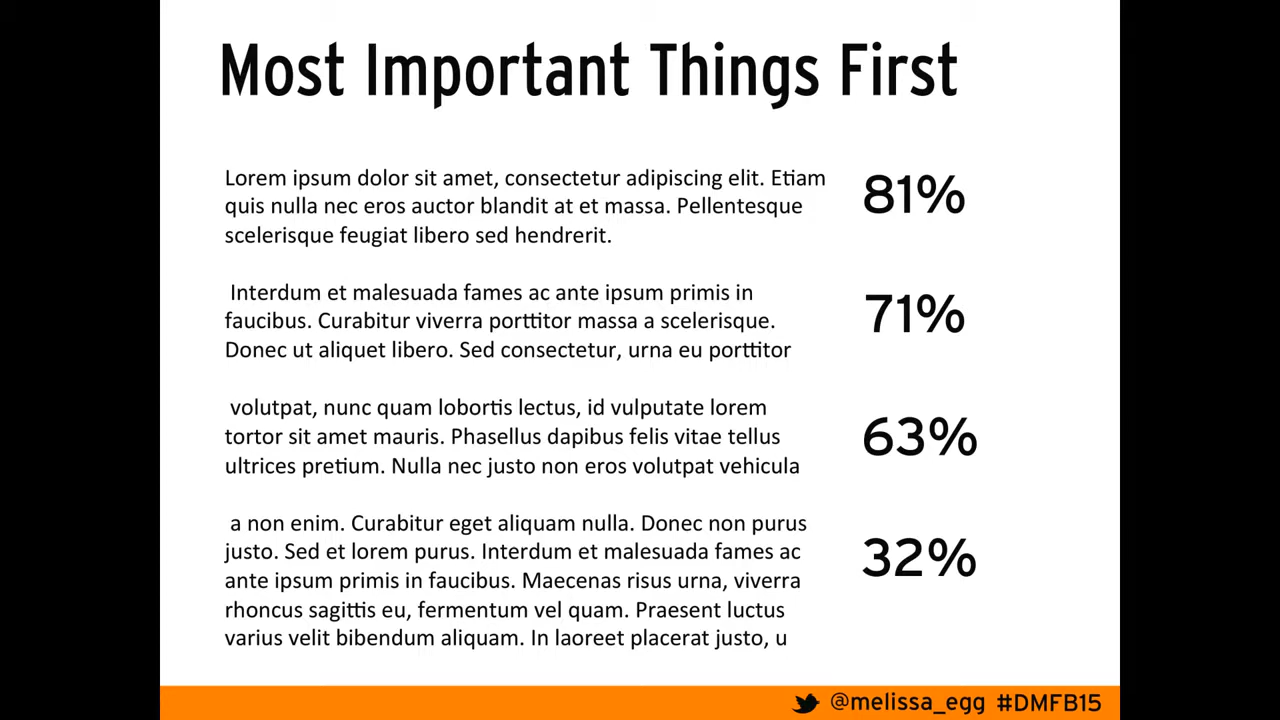 Most Important Things First
Lorem ipsum dolor sit amet, consectetur adipiscing elit. Etiam
quis nulla nec eros auctor blandit at et massa. Pellentesque
scelerisque feugiat libero sed hendrerit.
81%
Interdum et malesuada fames ac ante ipsum primis in
faucibus. Curabitur viverra porttitor massa a scelerisque.
Donec ut aliquet libero. Sed consectetur, urna eu porttitor
71%
volutpat, nunc quam lobortis lectus, id vulputate lorem
tortor sit amet mauris. Phasellus dapibus felis vitae tellus
ultrices pretium. Nulla nec justo non eros volutpat vehicula
63%
a non enim. Curabitur eget aliquam nulla. Donec non purus
justo. Sed et lorem purus. Interdum et malesuada fames ac
ante ipsum primis in faucibus. Maecenas risus urna, viverra
rhoncus sagittis eu, fermentum vel quam. Praesent luctus
varius velit bibendum aliquam. In laoreet placerat justo, u
32%
@melissa_egg #DMFB15